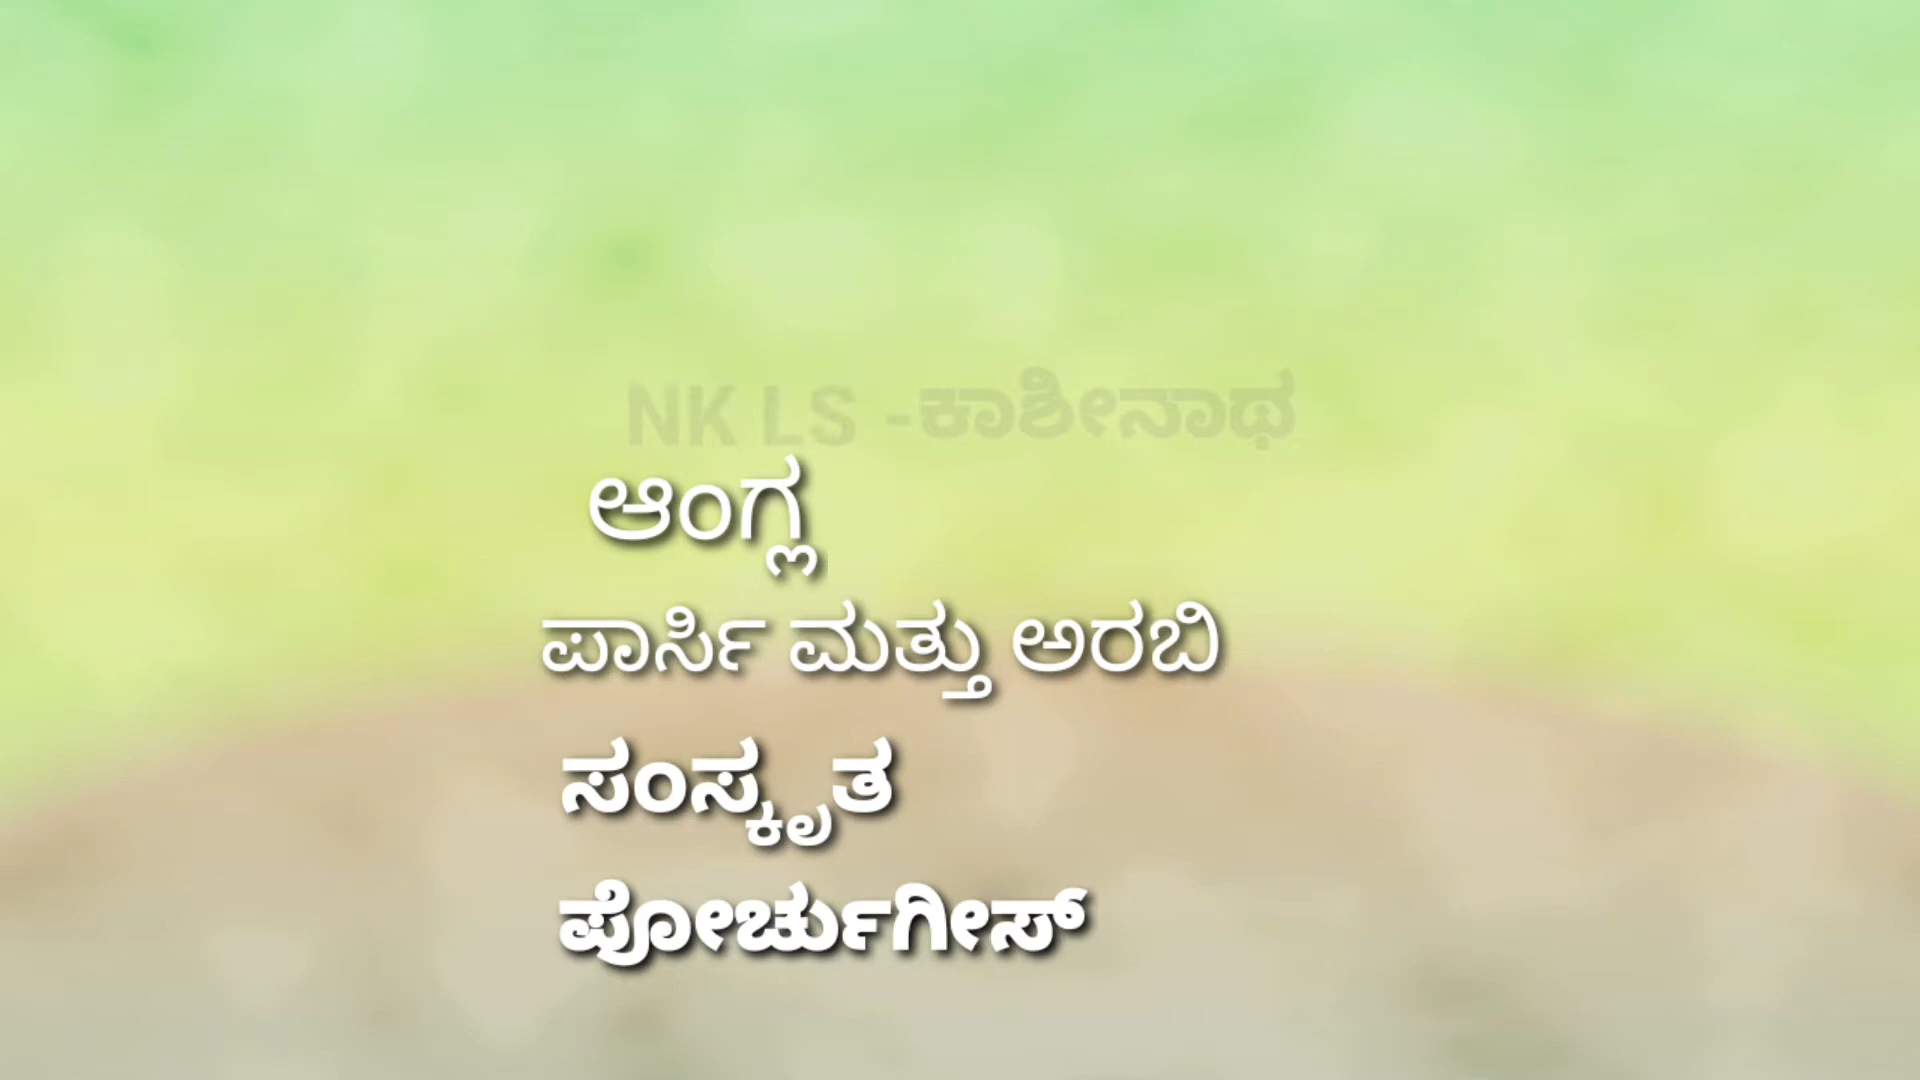 NK LS -ಕಾಶೀನಾಥ
ಆಂಗ್ಲ
ಪಾರ್ಸಿ ಮತ್ತು ಅರಬಿ
ಸಂಸ್ಕೃತ
ಪೋರ್ಚುಗೀಸ್